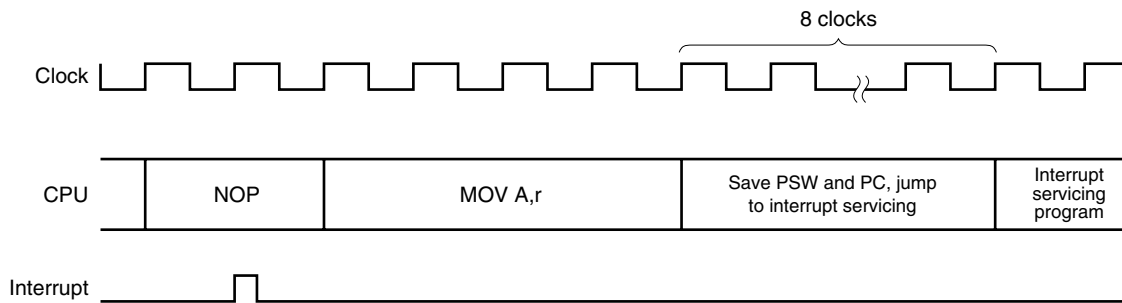 8 clocks
Clock
CPU
NOP
MOV A,r
Save PSW and PC, jump
to interrupt servicing
Interrupt
servicing
program
Interrupt